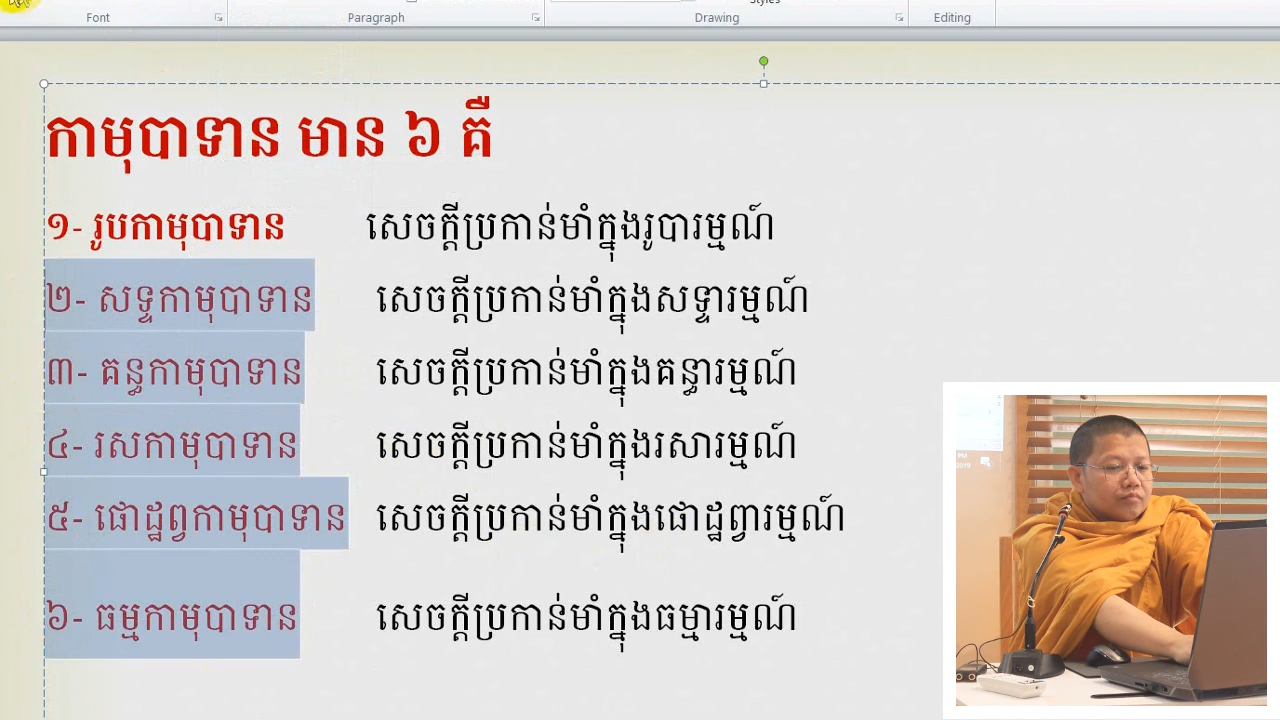 Font Paragraph Drawing Editing
កាមុបាទាន មាន ៦ គឺ
១- រូបកាមុបាទាន សេចក្តីប្រកាន់មាំក្នុងរូបារម្មណ៍
២- សទ្ទកាមុបាទាន សេចក្តីប្រកាន់មាំក្នុងសទ្ទារម្មណ៍
៣- គន្ធកាមុបាទាន សេចក្តីប្រកាន់មាំក្នុងគន្ធារម្មណ៍
៤- រសកាមុបាទាន សេចក្តីប្រកាន់មាំក្នុងរសារម្មណ៍
៥- ផោដ្ឋព្វកាមុបាទាន សេចក្តីប្រកាន់មាំក្នុងផោដ្ឋព្វារម្មណ៍
៦- ធម្មកាមុបាទាន សេចក្តីប្រកាន់មាំក្នុងធម្មារម្មណ៍
PM
2019